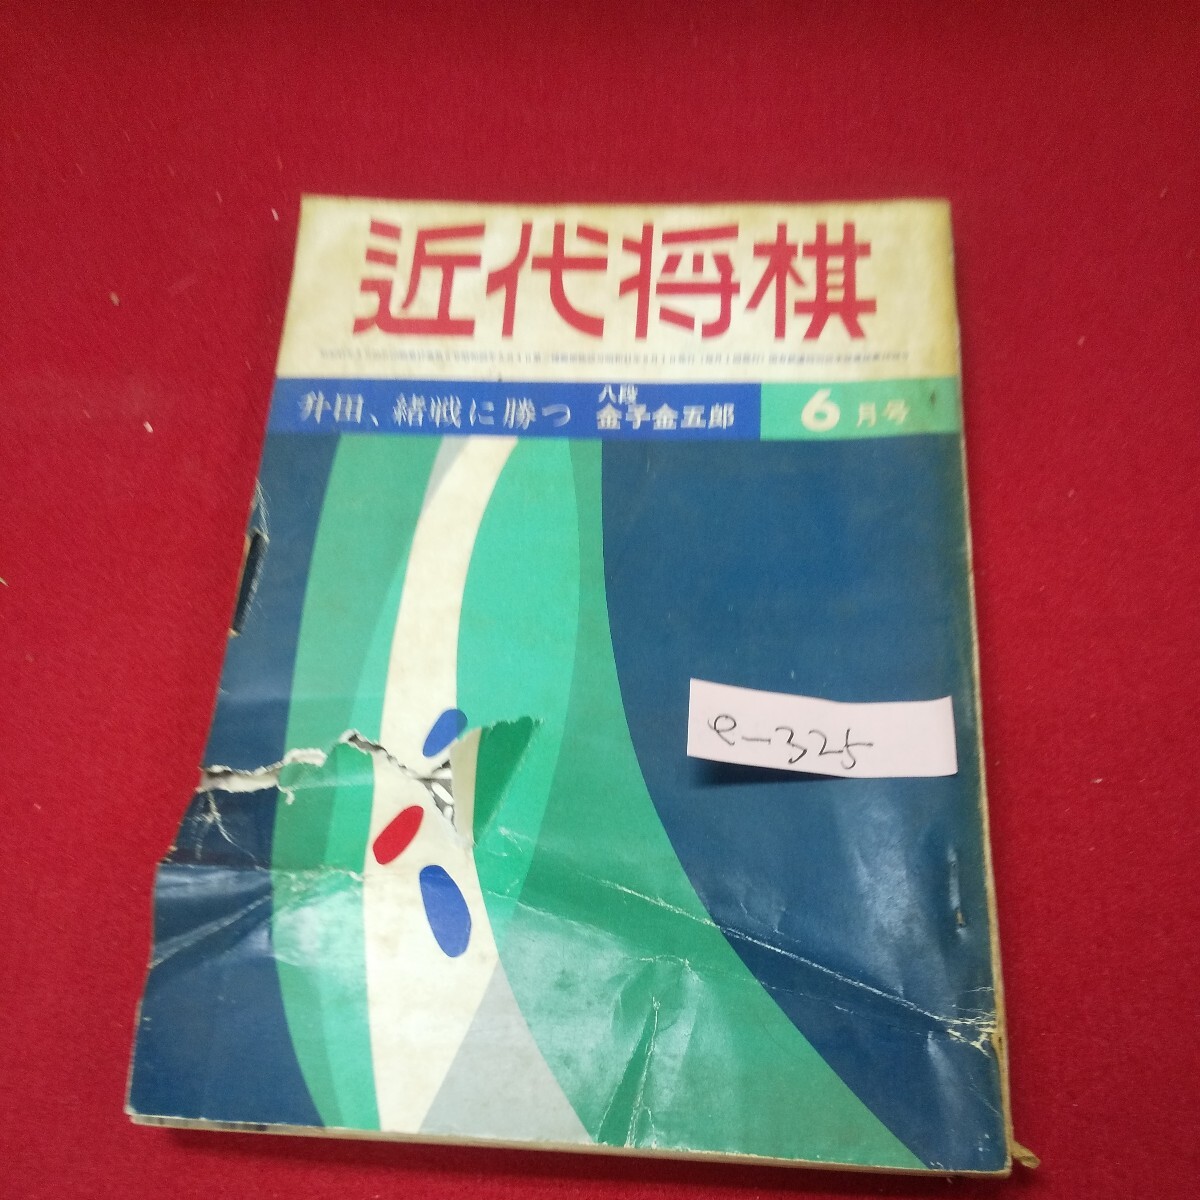 近代将棋
升田、緒戦に勝つ 八段 金子金五郎
6月号
e-325